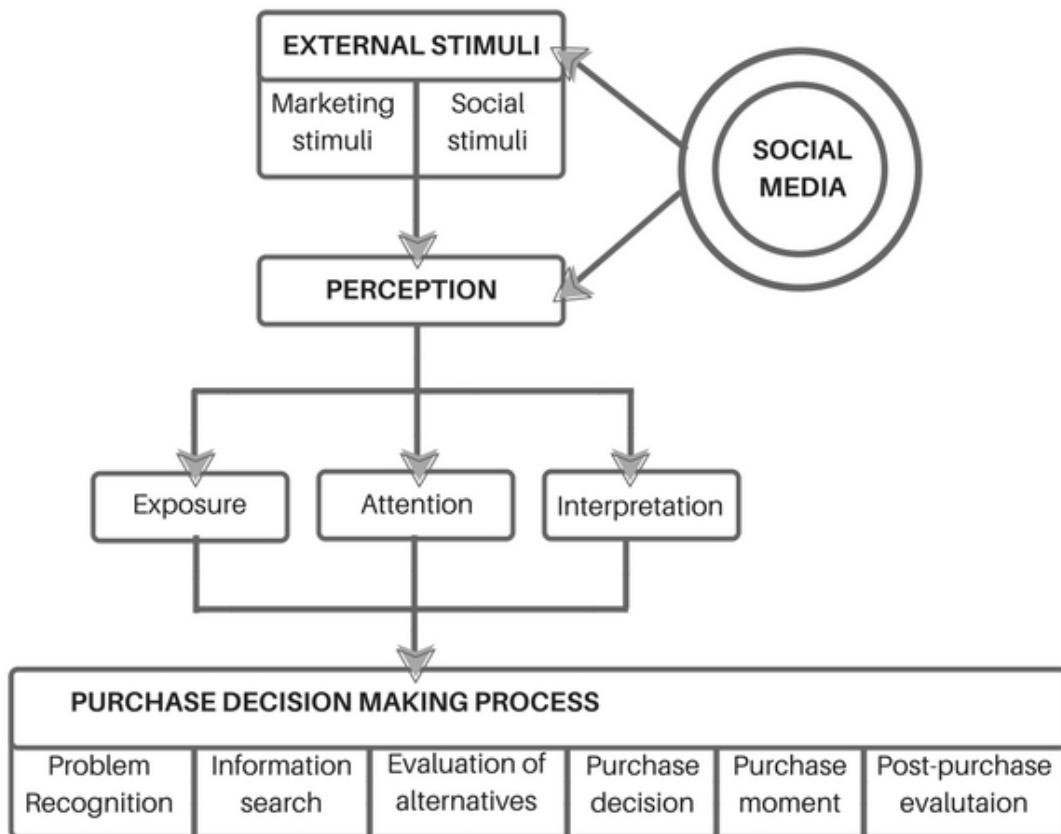 EXTERNAL STIMULI
Marketing
stimuli
Social
stimuli
SOCIAL
MEDIA
PERCEPTION
Exposure
Attention
Interpretation
PURCHASE DECISION MAKING PROCESS
Problem
Recognition
Information
search
Evaluation of
alternatives
Purchase
decision
Purchase
moment
Post-purchase
evalutaion